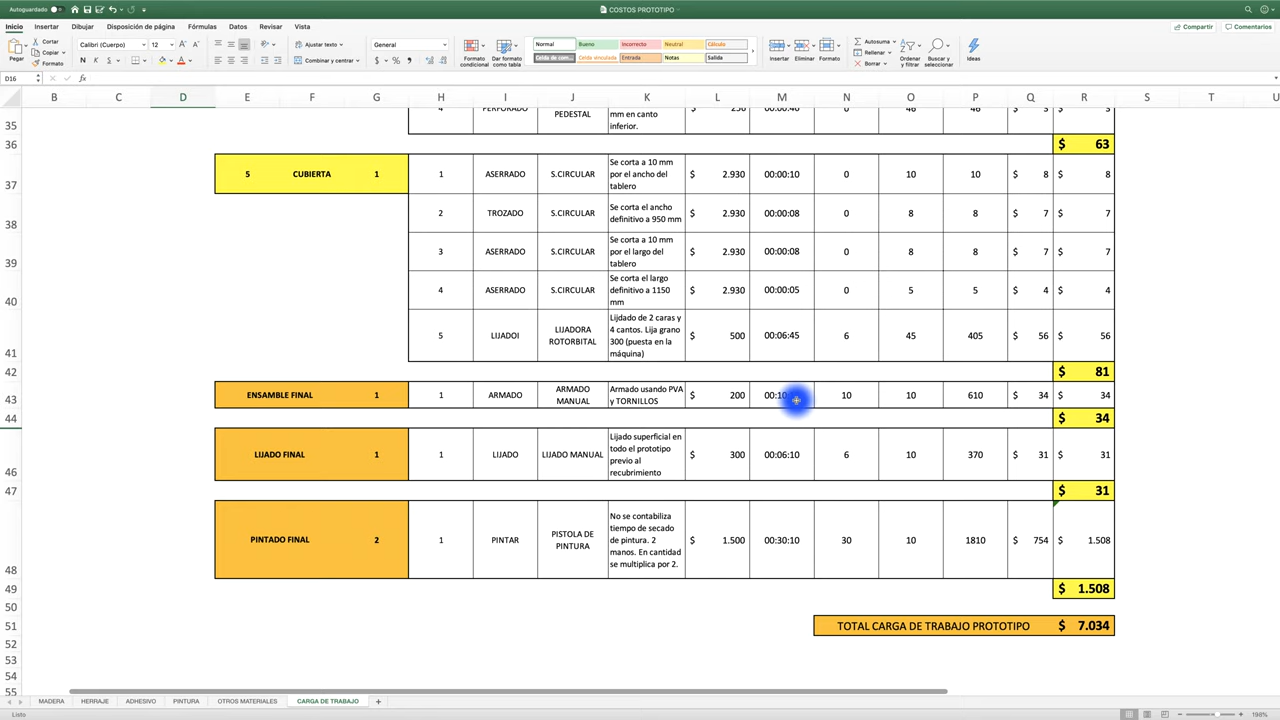 Autoguardado
COSTOS PROTOTIPO
Inicio Insertar Dibujar Disposición de página Fórmulas Datos Revisar Vista Compartir Comentarios
Pegar Cortar Copiar Formato Calibri (Cuerpo) 12 N K S Ajustar texto Combinar y centrar General Formato condicional Dar formato como tabla Normal Bueno Incorrecto Neutral Cálculo Celda de com... Celda vinculada Entrada Notas Salida Insertar Eliminar Formato Autosuma Rellenar Borrar Ordenar y filtrar Buscar y seleccionar Ideas
D16 fx
B C D E F G H I J K L M N O P Q R S T U
35 4 PERFORADO PEDESTAL mm en canto inferior. $ 250 00:00:46 0 46 46 $ 3 $ 3
36 $ 63
37 5 CUBIERTA 1 1 ASERRADO S.CIRCULAR Se corta a 10 mm por el ancho del tablero $ 2.930 00:00:10 0 10 10 $ 8 $ 8
38 2 TROZADO S.CIRCULAR Se corta el ancho definitivo a 950 mm $ 2.930 00:00:08 0 8 8 $ 7 $ 7
39 3 ASERRADO S.CIRCULAR Se corta a 10 mm por el largo del tablero $ 2.930 00:00:08 0 8 8 $ 7 $ 7
40 4 ASERRADO S.CIRCULAR Se corta el largo definitivo a 1150 mm $ 2.930 00:00:05 0 5 5 $ 4 $ 4
41 5 LIJADOI LIJADORA ROTORBITAL Lijdado de 2 caras y 4 cantos. Lija grano 300 (puesta en la máquina) $ 500 00:06:45 6 45 405 $ 56 $ 56
42 $ 81
43 ENSAMBLE FINAL 1 1 ARMADO ARMADO MANUAL Armado usando PVA y TORNILLOS $ 200 00:10 10 10 610 $ 34 $ 34
44 $ 34
46 LIJADO FINAL 1 1 LIJADO LIJADO MANUAL Lijado superficial en todo el prototipo previo al recubrimiento $ 300 00:06:10 6 10 370 $ 31 $ 31
47 $ 31
48 PINTADO FINAL 2 1 PINTAR PISTOLA DE PINTURA No se contabiliza tiempo de secado de pintura. 2 manos. En cantidad se multiplica por 2. $ 1.500 00:30:10 30 10 1810 $ 754 $ 1.508
49 $ 1.508
50
51 TOTAL CARGA DE TRABAJO PROTOTIPO $ 7.034
52
53
54
55
MADERA HERRAJE ADHESIVO PINTURA OTROS MATERIALES CARGA DE TRABAJO +
Listo 198%